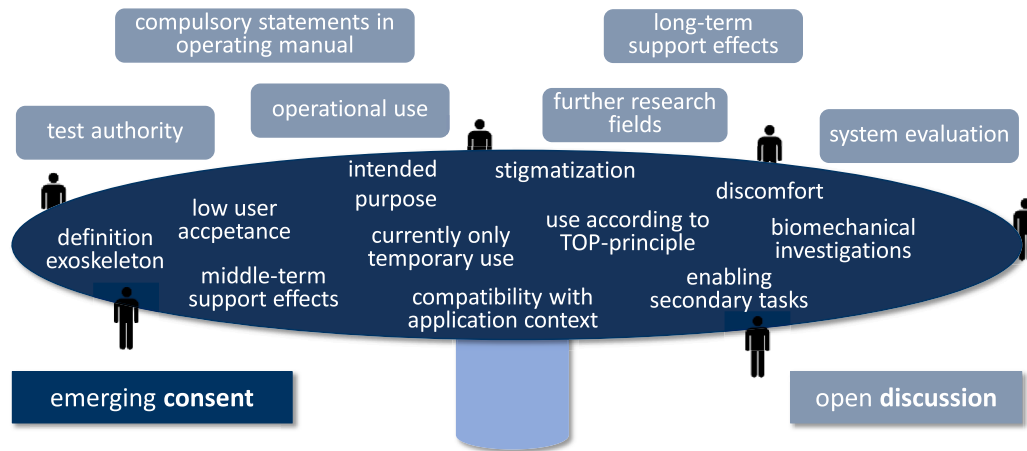 compulsory statements in
operating manual
long-term
support effects
test authority
operational use
further research
fields
system evaluation
intended
purpose
stigmatization
discomfort
low user
accpetance
definition
exoskeleton
currently only
temporary use
use according to
TOP-principle
biomechanical
investigations
middle-term
support effects
compatibility with
application context
enabling
secondary tasks
emerging consent
open discussion